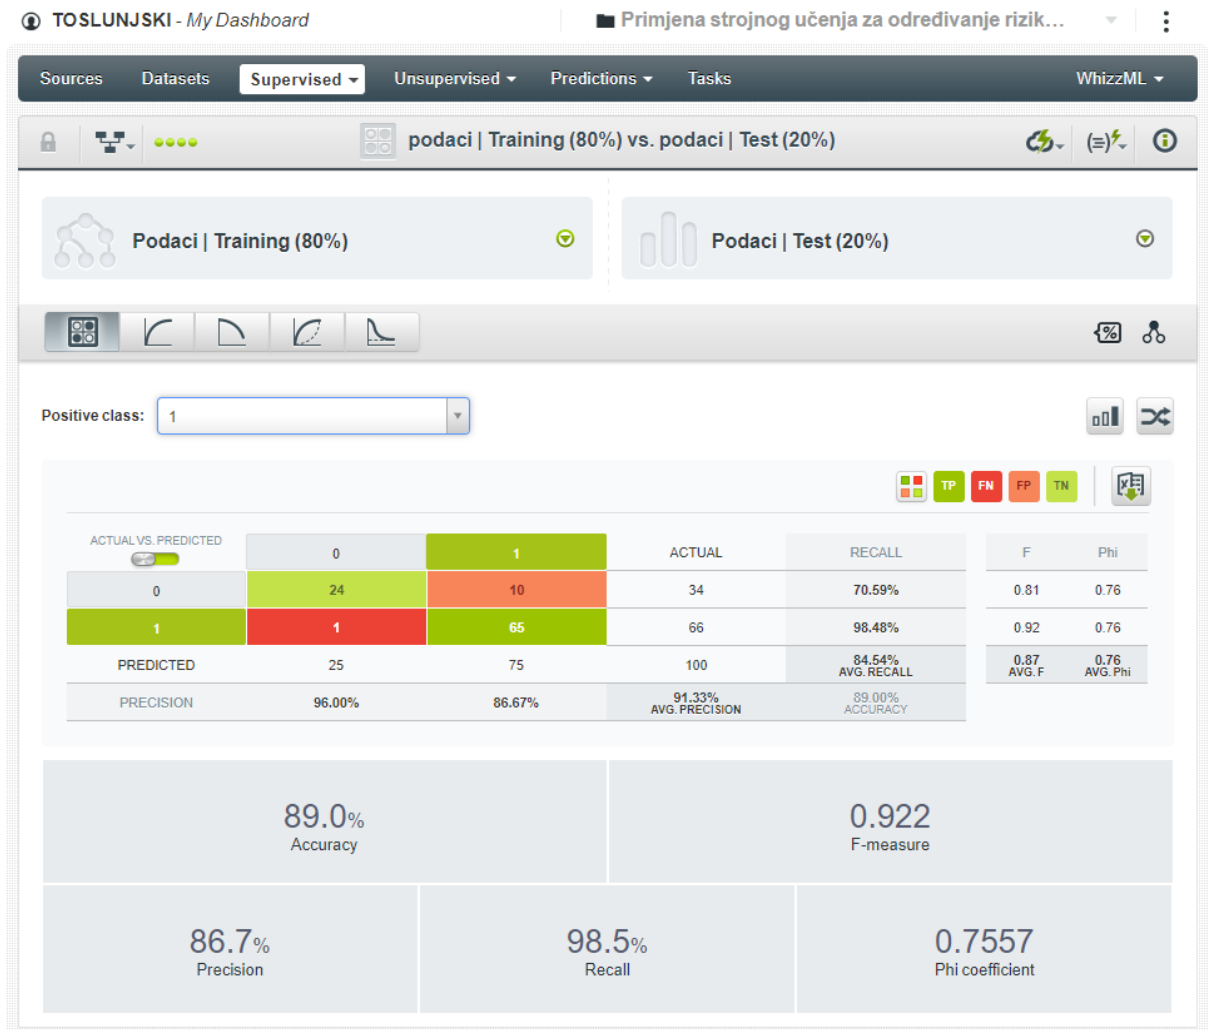 TOSLUNJSKI - My Dashboard
Primjena strojnog učenja za određivanje rizik...
Sources Datasets Supervised Unsupervised Predictions Tasks WhizzML
podaci | Training (80%) vs. podaci | Test (20%)
Podaci | Training (80%)
Podaci | Test (20%)
Positive class: 1
TP FN FP TN
ACTUAL VS. PREDICTED 0 1 ACTUAL RECALL F Phi
0 24 10 34 70.59% 0.81 0.76
1 1 65 66 98.48% 0.92 0.76
PREDICTED 25 75 100 84.54% 0.87 0.76
AVG. RECALL AVG. F AVG. Phi
PRECISION 96.00% 86.67% 91.33% 89.00%
AVG. PRECISION ACCURACY
89.0%
Accuracy
0.922
F-measure
86.7%
Precision
98.5%
Recall
0.7557
Phi coefficient